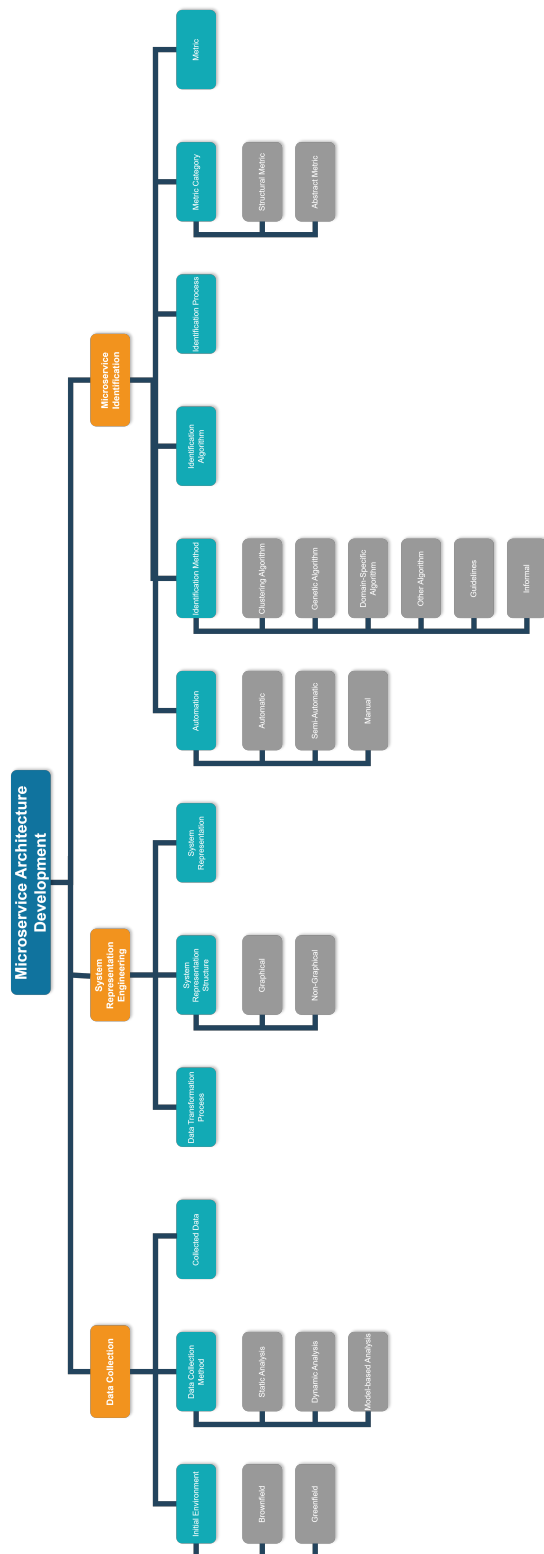 Microservice Architecture
Development
Data Collection
System
Representation
Engineering
Microservice
Identification
Initial Environment
Data Collection
Method
Collected Data
Data Transformation
Process
System
Representation
Structure
System
Representation
Automation
Identification Method
Identification
Algorithm
Identification Process
Metric Category
Metric
Brownfield
Greenfield
Static Analysis
Dynamic Analysis
Model-based Analysis
Graphical
Non-Graphical
Automatic
Semi-Automatic
Manual
Clustering Algorithm
Genetic Algorithm
Domain-Specific
Algorithm
Other Algorithm
Guidelines
Informal
Structural Metric
Abstract Metric